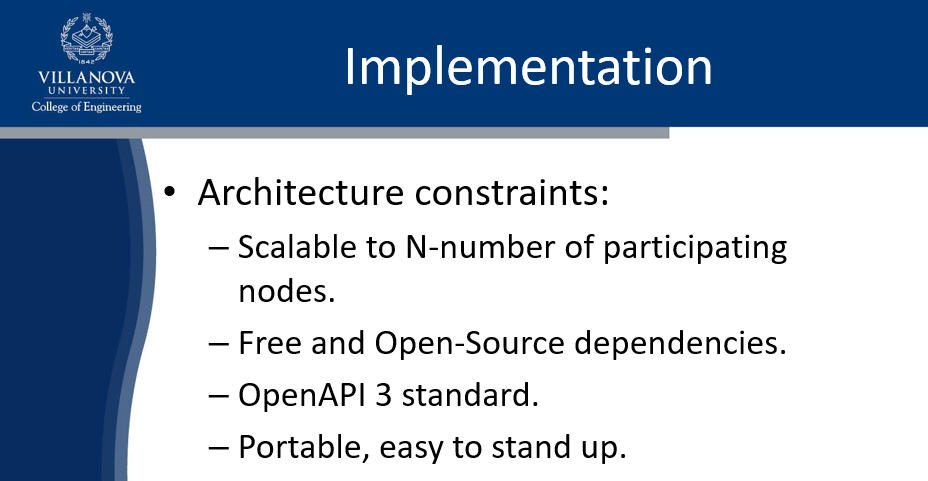 1842
VILLANOVA
UNIVERSITY
College of Engineering
Implementation
• Architecture constraints:
– Scalable to N-number of participating
nodes.
– Free and Open-Source dependencies.
– OpenAPI 3 standard.
– Portable, easy to stand up.